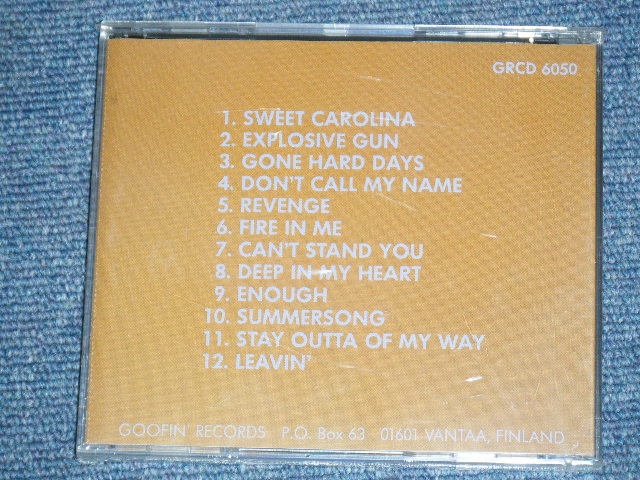 GRCD 6050
1. SWEET CAROLINA
2. EXPLOSIVE GUN
3. GONE HARD DAYS
4. DON'T CALL MY NAME
5. REVENGE
6. FIRE IN ME
7. CAN'T STAND YOU
8. DEEP IN MY HEART
9. ENOUGH
10. SUMMERSONG
11. STAY OUTTA OF MY WAY
12. LEAVIN'
GOOFIN' RECORDS P.O. Box 63 01601 VANTAA, FINLAND